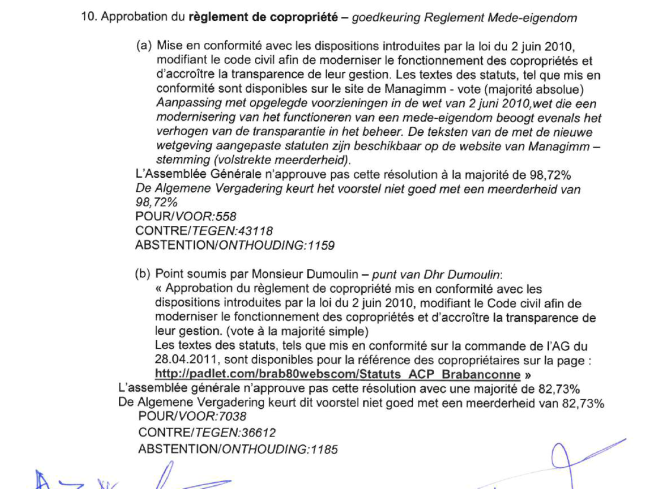 10. Approbation du règlement de copropriété – goedkeuring Reglement Mede-eigendom
(a) Mise en conformité avec les dispositions introduites par la loi du 2 juin 2010,
modifiant le code civil afin de moderniser le fonctionnement des copropriétés et
d'accroître la transparence de leur gestion. Les textes des statuts, tel que mis en
conformité sont disponibles sur le site de Managimm - vote (majorité absolue)
Aanpassing met opgelegde voorzieningen in de wet van 2 juni 2010,wet die een
modernisering van het functioneren van een mede-eigendom beoogt evenals het
verhogen van de transparantie in het beheer. De teksten van de met de nieuwe
wetgeving aangepaste statuten zijn beschikbaar op de website van Managimm –
stemming (volstrekte meerderheid).
L'Assemblée Générale n'approuve pas cette résolution à la majorité de 98,72%
De Algemene Vergadering keurt het voorstel niet goed met een meerderheid van
98,72%
POUR/VOOR:558
CONTRE/TEGEN:43118
ABSTENTION/ONTHOUDING:1159
(b) Point soumis par Monsieur Dumoulin – punt van Dhr Dumoulin:
« Approbation du règlement de copropriété mis en conformité avec les
dispositions introduites par la loi du 2 juin 2010, modifiant le Code civil afin de
moderniser le fonctionnement des copropriétés et d'accroître la transparence de
leur gestion. (vote à la majorité simple)
Les textes des statuts, tels que mis en conformité sur la commande de l'AG du
28.04.2011, sont disponibles pour la référence des copropriétaires sur la page :
http://padlet.com/brab80webscom/Statuts_ACP_Brabanconne »
L'assemblée générale n'approuve pas cette résolution avec une majorité de 82,73%
De Algemene Vergadering keurt dit voorstel niet goed met een meerderheid van 82,73%
POUR/VOOR:7038
CONTRE/TEGEN:36612
ABSTENTION/ONTHOUDING:1185